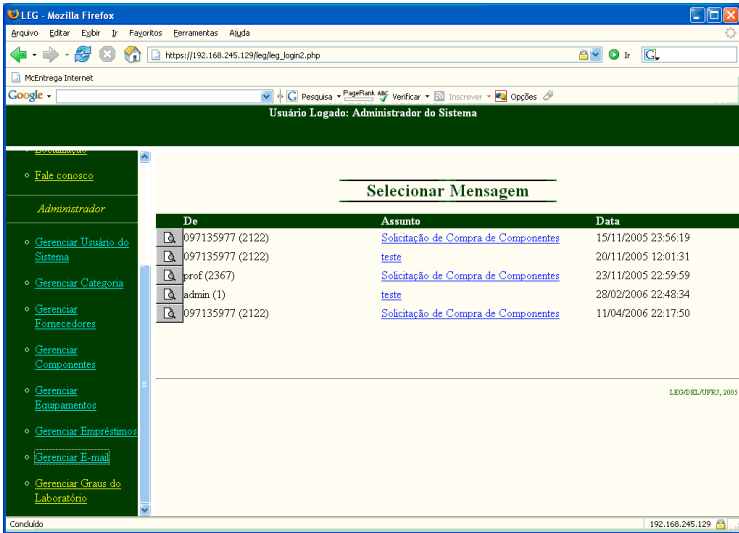 LEG - Mozilla Firefox
Arquivo Editar Exibir Ir Favoritos Ferramentas Ajuda
https://192.168.245.129/leg/leg_login2.php Ir G
McEntrega Internet
Google Pesquisa PageRank ABC Verificar Inscrever Opções
Usuário Logado: Administrador do Sistema
Localização
Fale conosco
Administrador
Gerenciar Usuário do
Sistema
Gerenciar Categoria
Gerenciar
Fornecedores
Gerenciar
Componentes
Gerenciar
Equipamentos
Gerenciar Empréstimos
Gerenciar E-mail
Gerenciar Graus do
Laboratório
Selecionar Mensagem
De Assunto Data
097135977 (2122) Solicitação de Compra de Componentes 15/11/2005 23:56:19
097135977 (2122) teste 20/11/2005 12:01:31
prof (2367) Solicitação de Compra de Componentes 23/11/2005 22:59:59
admin (1) teste 28/02/2006 22:48:34
097135977 (2122) Solicitação de Compra de Componentes 11/04/2006 22:17:50
LEG/DEL/UFRJ, 2005
Concluído 192.168.245.129